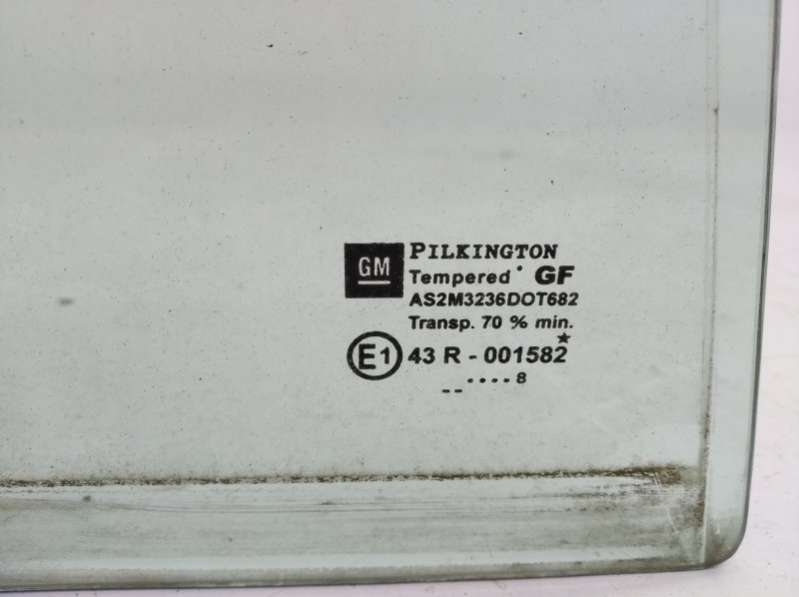 GM
PILKINGTON
Tempered GF
AS2M3236DOT682
Transp. 70 % min.
E1 43 R - 001582
8